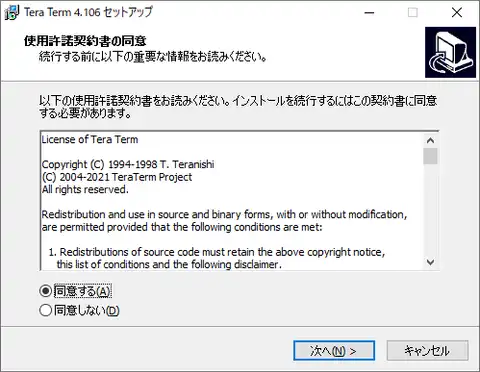 Tera Term 4.106 セットアップ
使用許諾契約書の同意
続行する前に以下の重要な情報をお読みください。
以下の使用許諾契約書をお読みください。インストールを続行するにはこの契約書に同意
する必要があります。
License of Tera Term
Copyright (C) 1994-1998 T. Teranishi
(C) 2004-2021 TeraTerm Project
All rights reserved.
Redistribution and use in source and binary forms, with or without modification,
are permitted provided that the following conditions are met:
1. Redistributions of source code must retain the above copyright notice,
this list of conditions and the following disclaimer.
同意する(A)
同意しない(D)
次へ(N) >
キャンセル